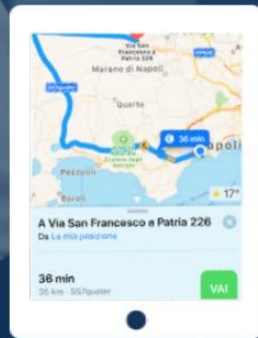 Via San
Francesco a
Patria 226
Marano di Napoli
Quarto
36 min
Pozzuoli
17°
A Via San Francesco a Patria 226
Da La mia posizione
36 min
35 km · SS7quater
VAI